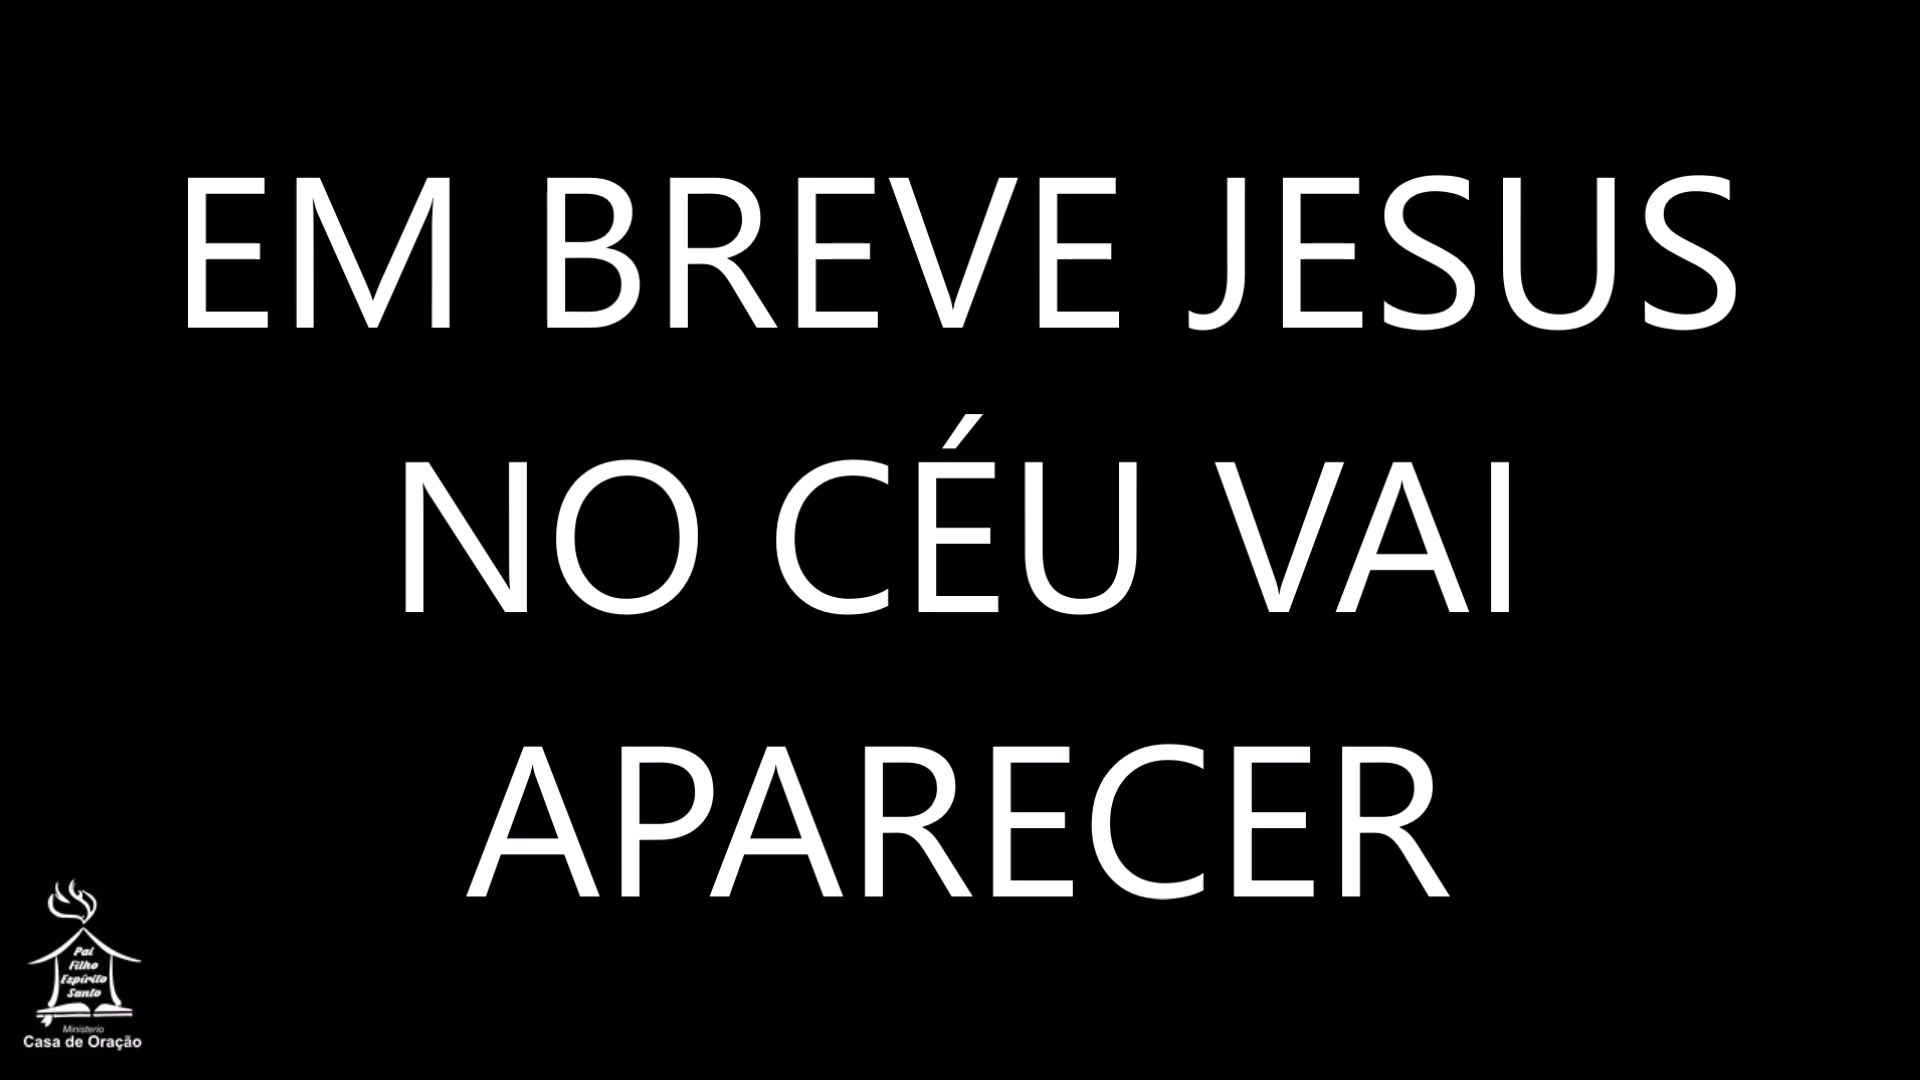 EM BREVE JESUS
NO CÉU VAI
APARECER
Pai
Filho
Espírito
Santo
Ministerio
Casa de Oração